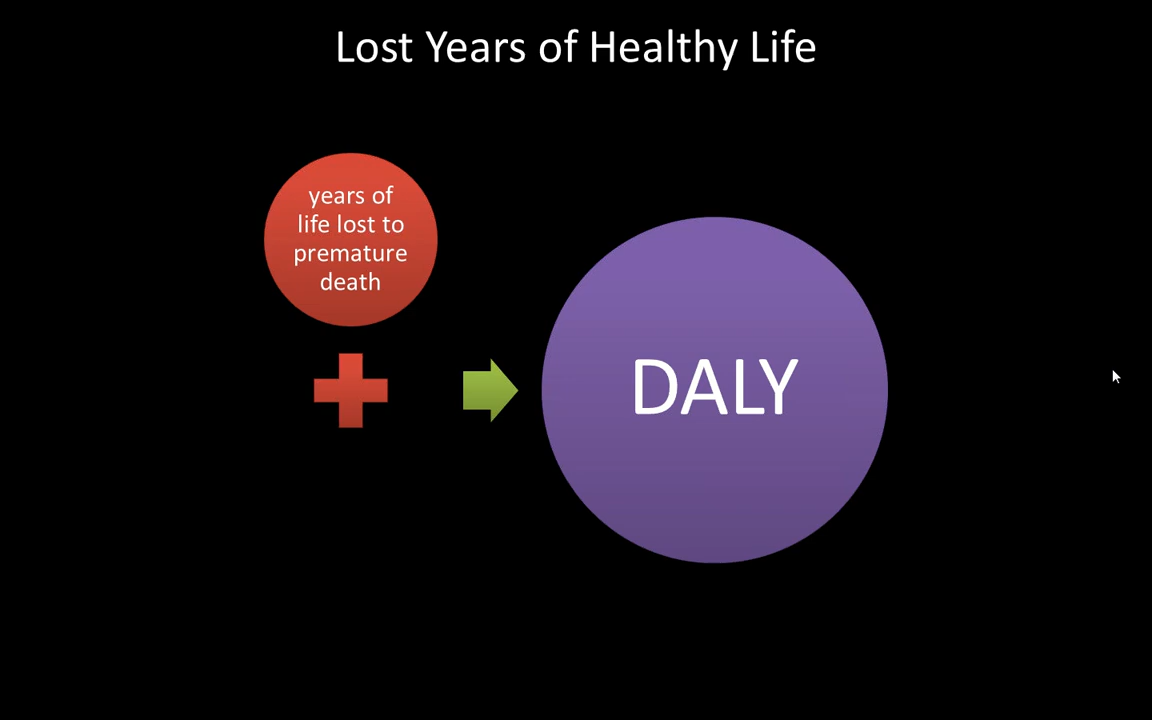 Lost Years of Healthy Life
years of
life lost to
premature
death
DALY